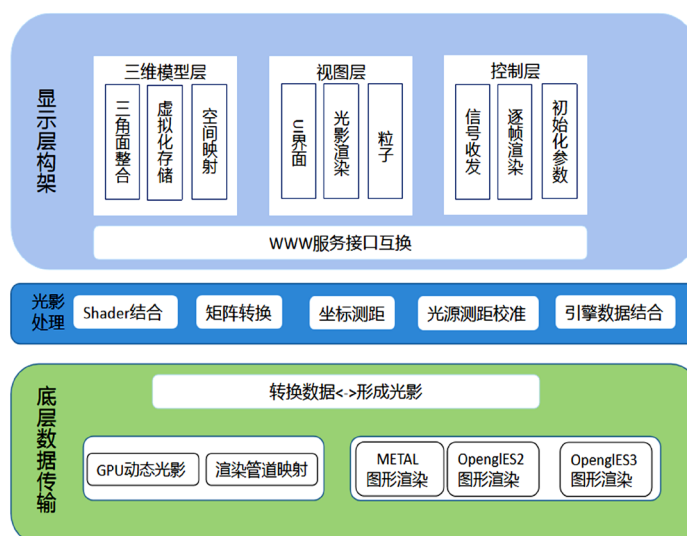 显示层构架
三维模型层
三角面整合
虚拟化存储
空间映射
视图层
UI界面
光影渲染
粒子
控制层
信号收发
逐帧渲染
初始化参数
WWW服务接口互换
光影
处理
Shader结合
矩阵转换
坐标测距
光源测距校准
引擎数据结合
底层数据传输
转换数据<->形成光影
GPU动态光影
渲染管道映射
METAL
图形渲染
OpenglES2
图形渲染
OpenglES3
图形渲染